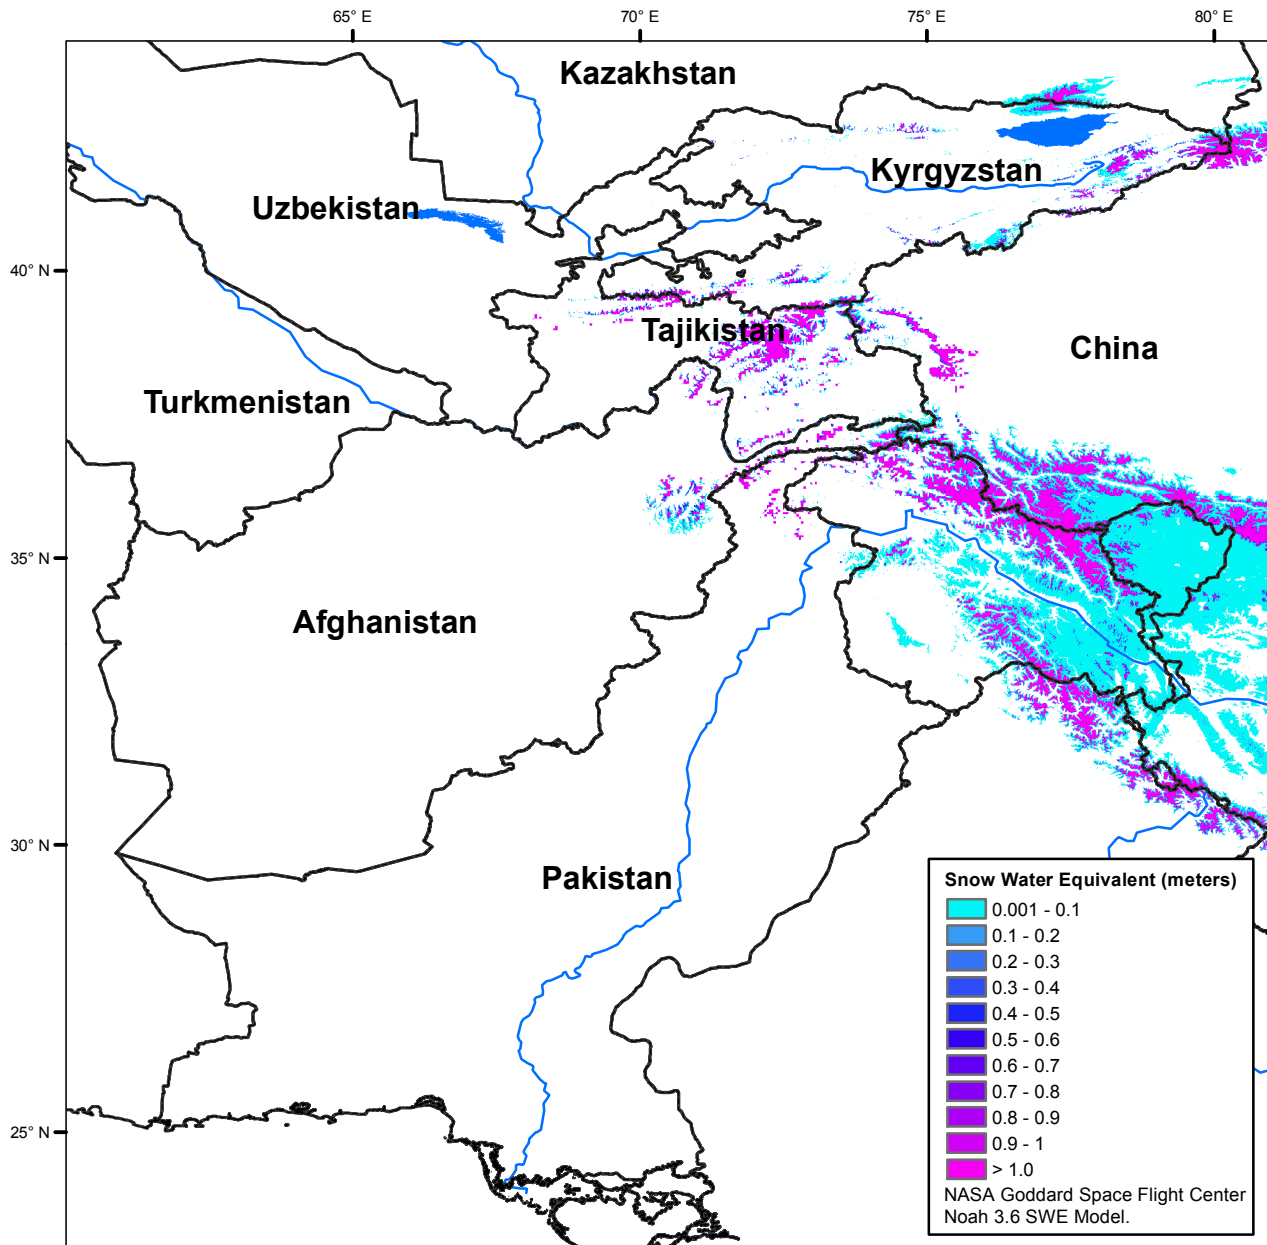 65° E
70° E
75° E
80° E
Kazakhstan
Kyrgyzstan
Uzbekistan
40° N
Tajikistan
China
Turkmenistan
35° N
Afghanistan
30° N
Pakistan
25° N
Snow Water Equivalent (meters)
0.001 - 0.1
0.1 - 0.2
0.2 - 0.3
0.3 - 0.4
0.4 - 0.5
0.5 - 0.6
0.6 - 0.7
0.7 - 0.8
0.8 - 0.9
0.9 - 1
> 1.0
NASA Goddard Space Flight Center
Noah 3.6 SWE Model.